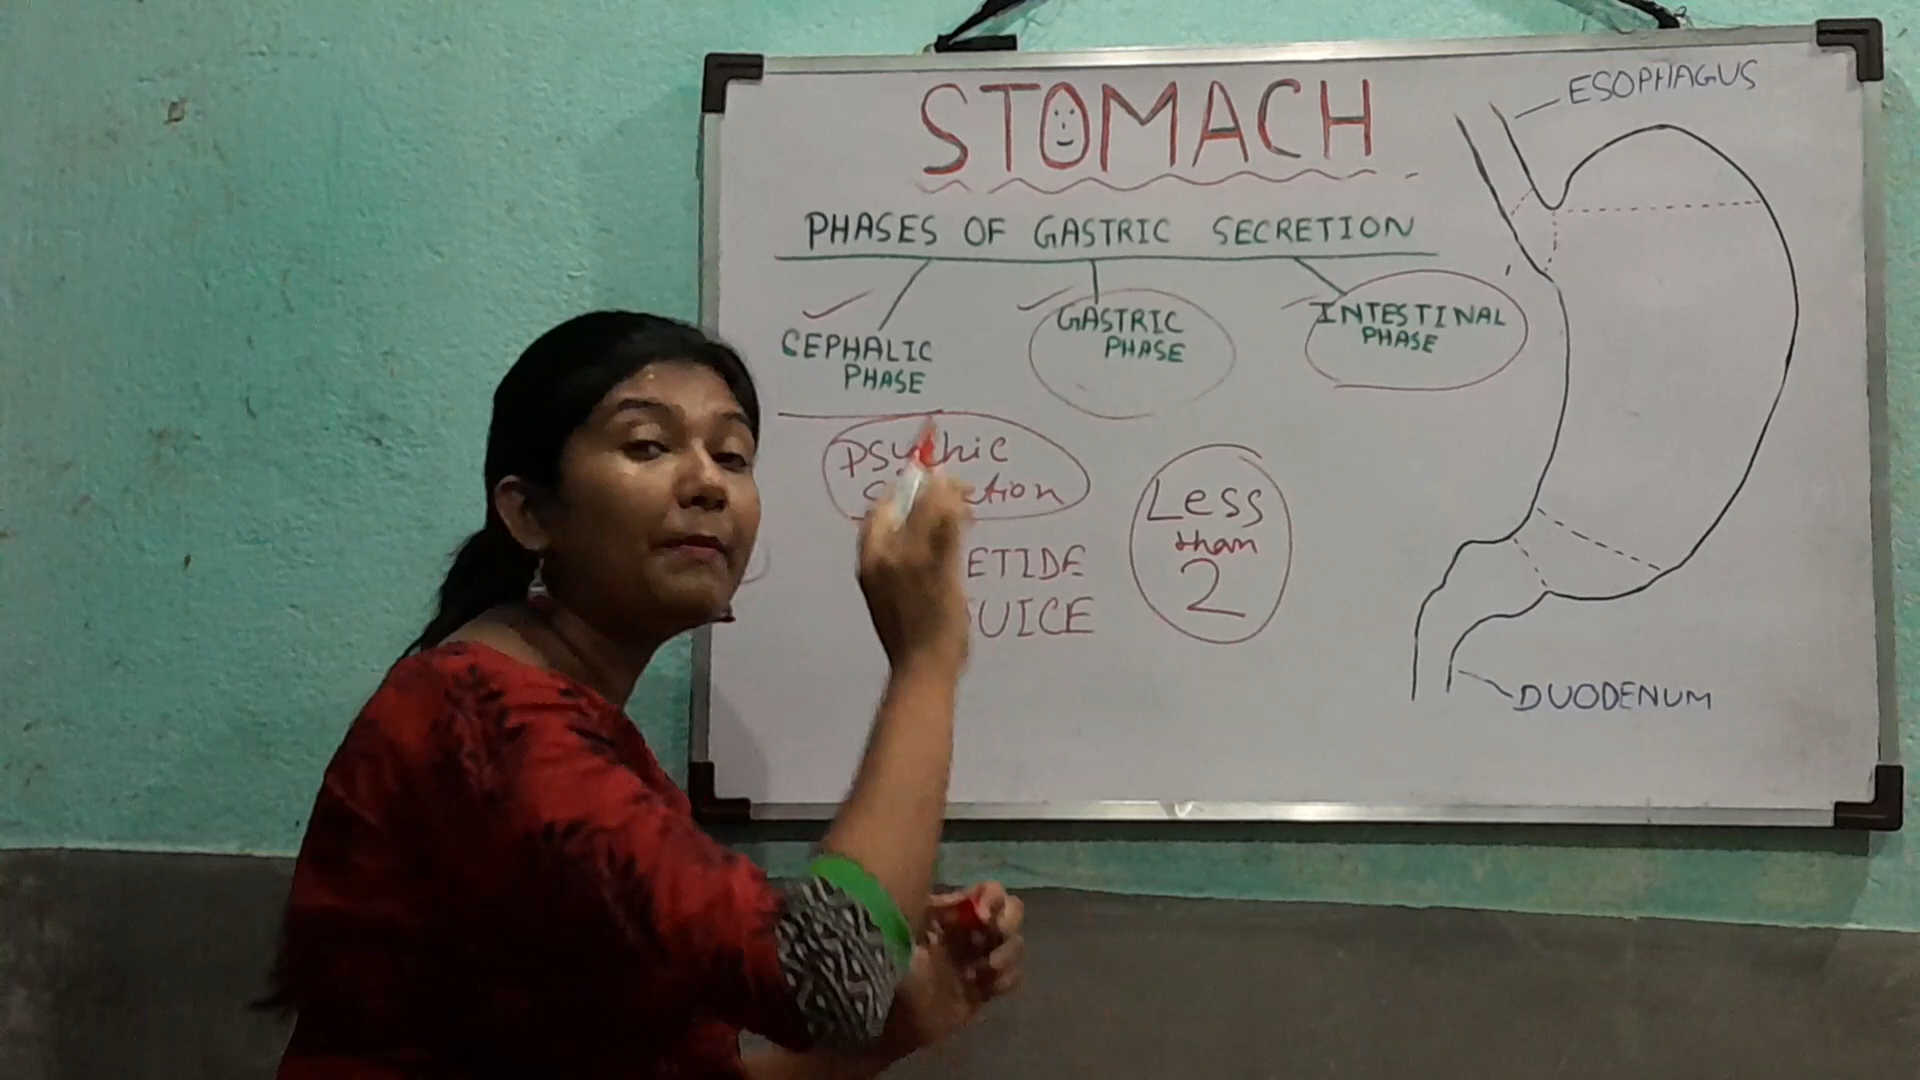 STOMACH
ESOPHAGUS
PHASES OF GASTRIC SECRETION
CEPHALIC
PHASE
GASTRIC
PHASE
INTESTINAL
PHASE
Less
than
2
DUODENUM